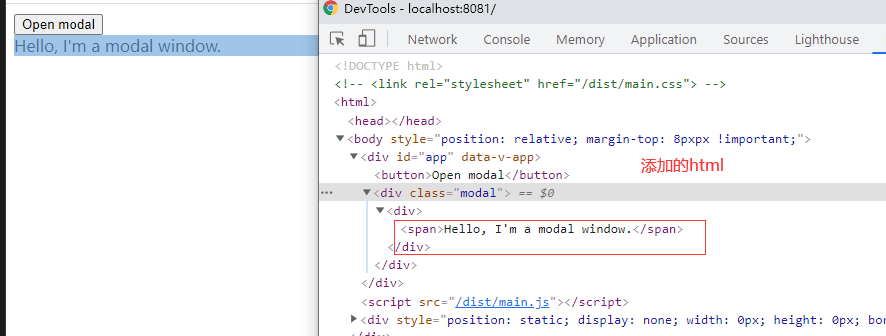 Open modal
Hello, I'm a modal window.
DevTools - localhost:8081/
Network Console Memory Application Sources Lighthouse
<!DOCTYPE html>
<!-- <link rel="stylesheet" href="/dist/main.css"> -->
<html>
<head></head>
<body style="position: relative; margin-top: 8pxpx !important;">
<div id="app" data-v-app>
添加的html
<button>Open modal</button>
<div class="modal"> == $0
<div>
<span>Hello, I'm a modal window.</span>
</div>
</div>
</div>
<script src="/dist/main.js"></script>
<div style="position: static; display: none; width: 0px; height: 0px; bor
</div>